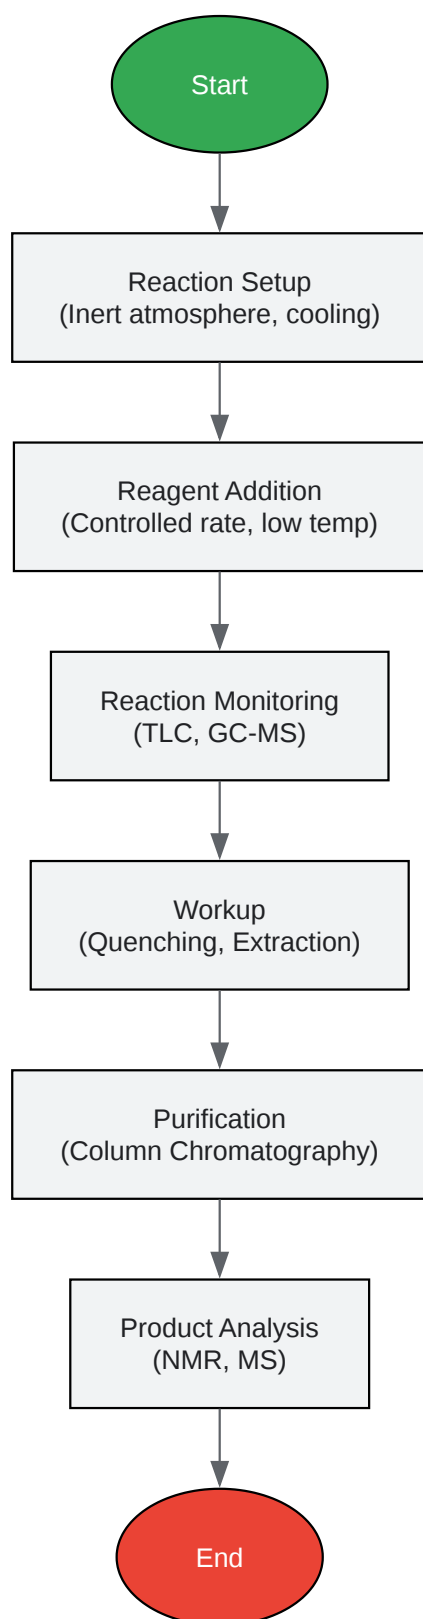 Start
Reaction Setup
(Inert atmosphere, cooling)
Reagent Addition
(Controlled rate, low temp)
Reaction Monitoring
(TLC, GC-MS)
Workup
(Quenching, Extraction)
Purification
(Column Chromatography)
Product Analysis
(NMR, MS)
End